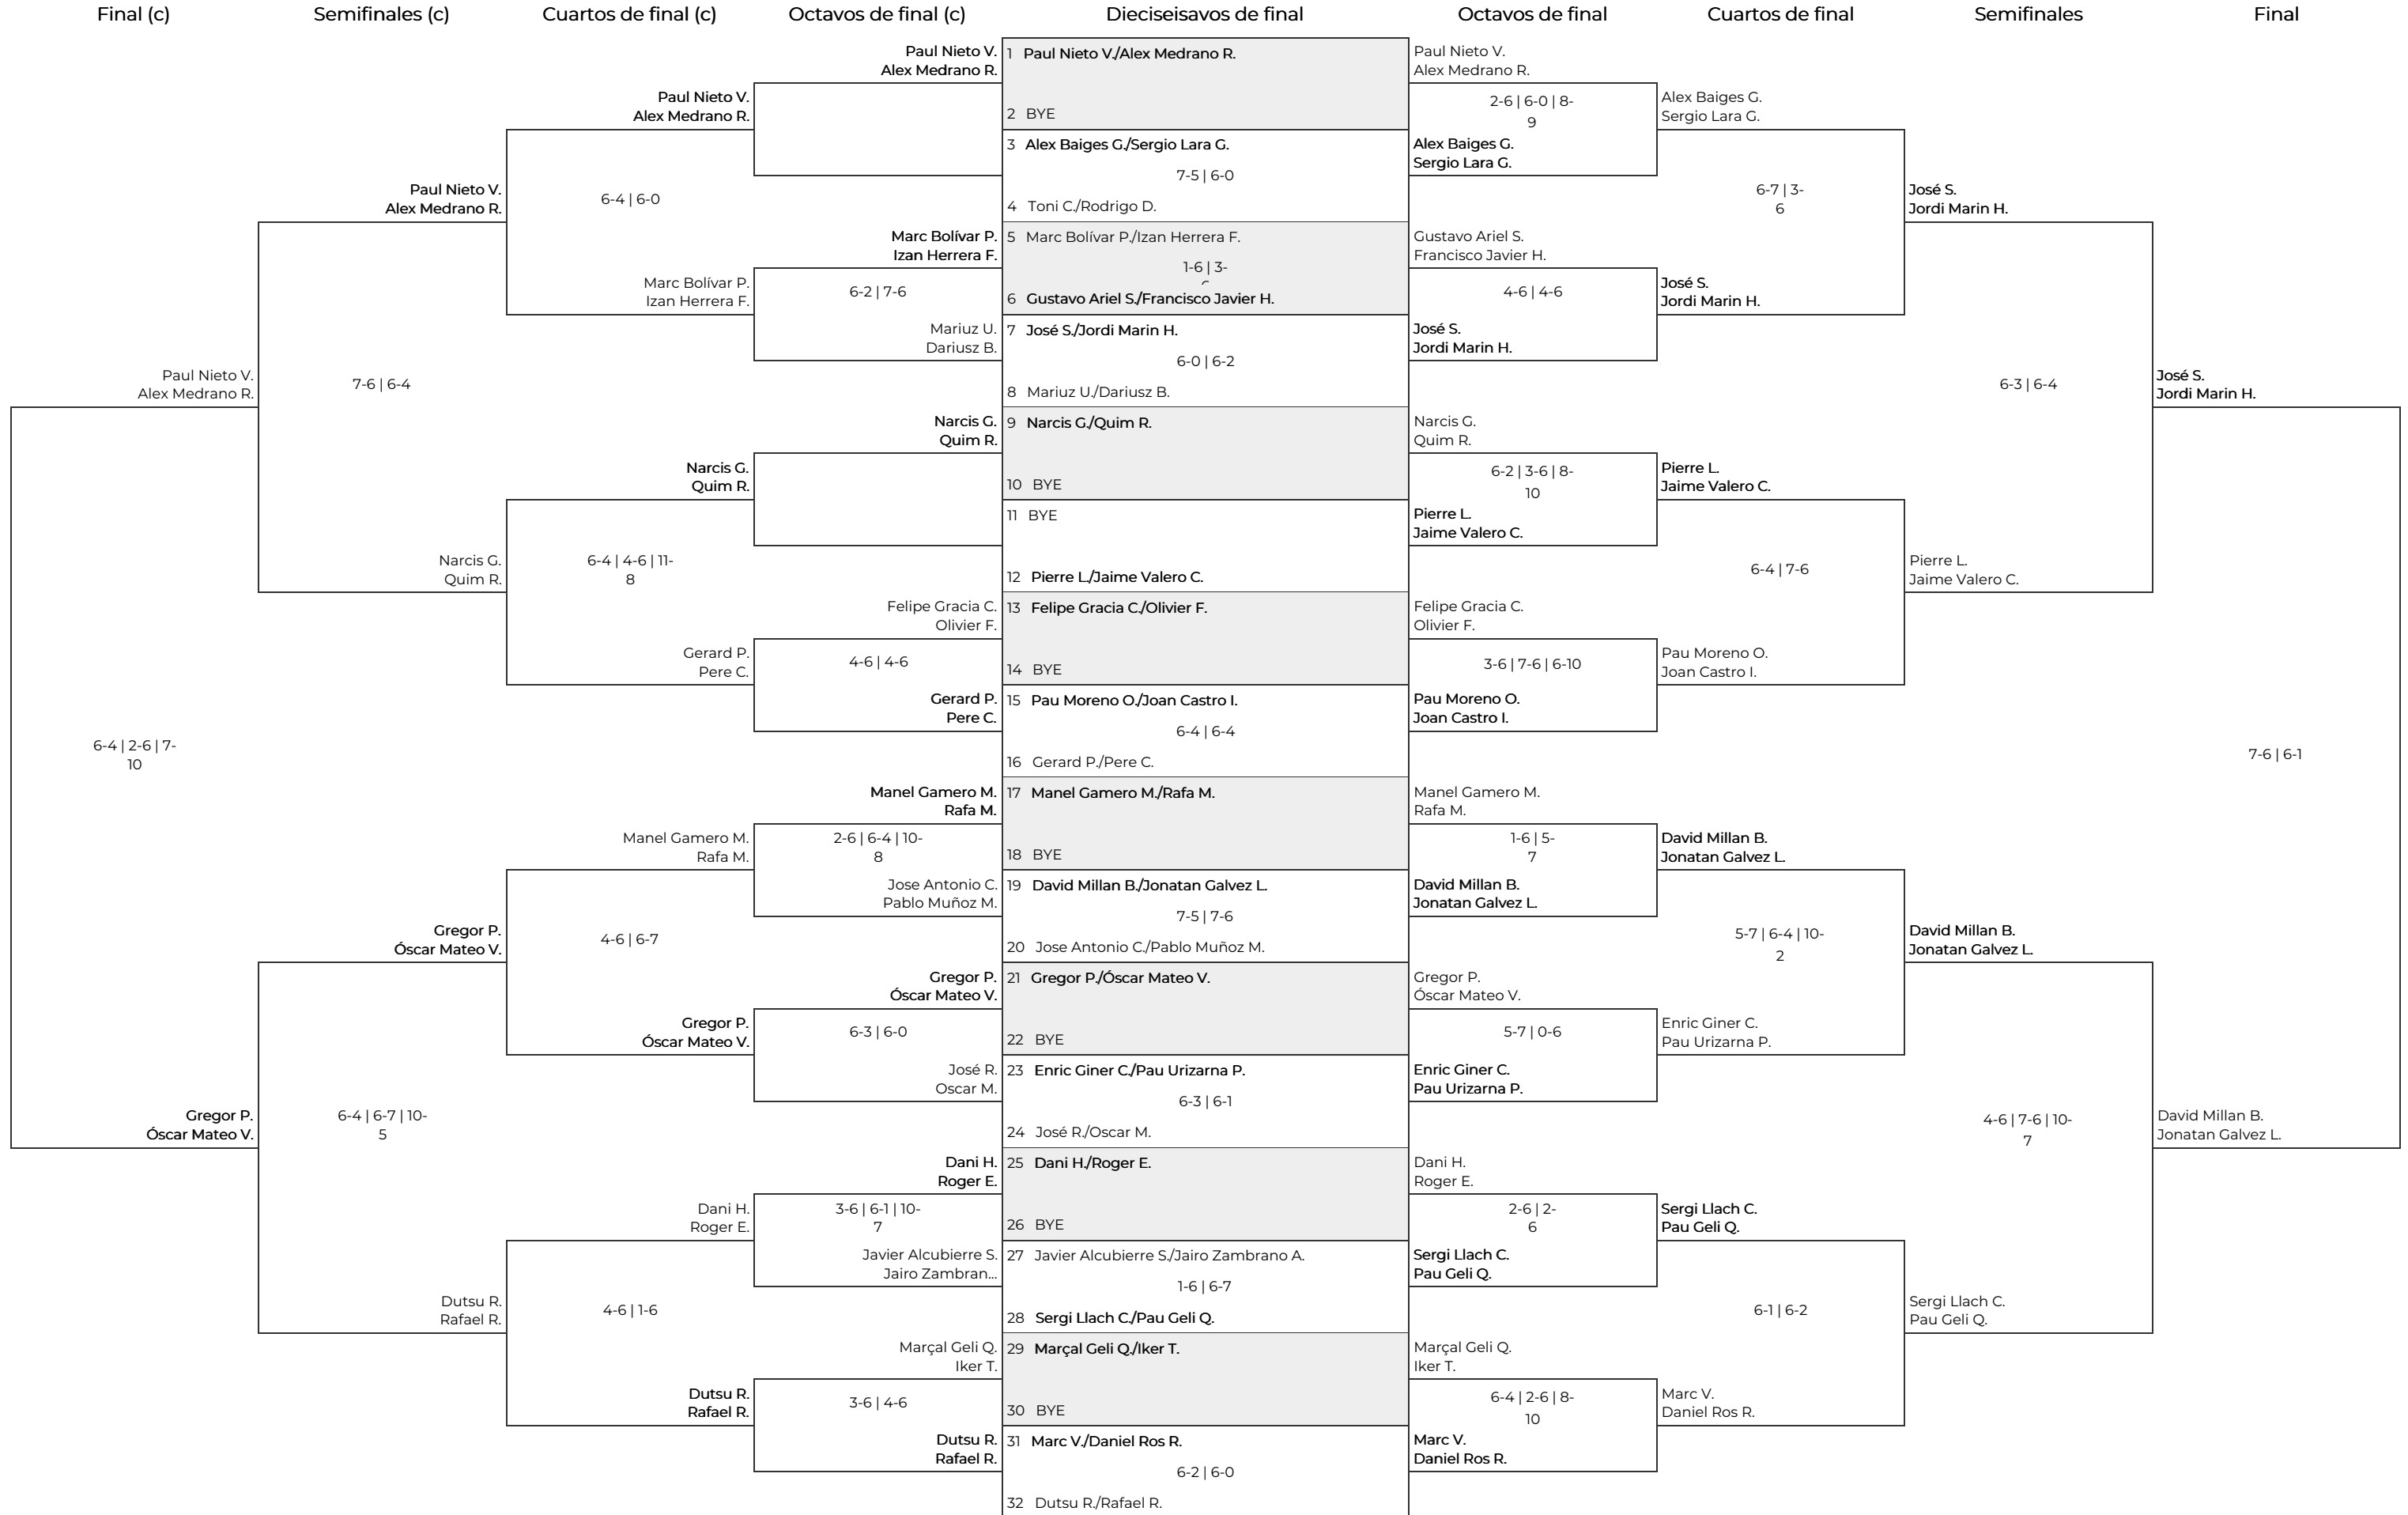 Final (c)
Semifinales (c)
Cuartos de final (c)
Octavos de final (c)
Dieciseisavos de final
Octavos de final
Cuartos de final
Semifinales
Final
Paul Nieto V.
Alex Medrano R.
6-4 | 2-6 | 7-
10
Gregor P.
Óscar Mateo V.
Paul Nieto V.
Alex Medrano R.
7-6 | 6-4
Narcis G.
Quim R.
Gregor P.
Óscar Mateo V.
6-4 | 6-7 | 10-
5
Dutsu R.
Rafael R.
Paul Nieto V.
Alex Medrano R.
6-4 | 6-0
Marc Bolívar P.
Izan Herrera F.
Narcis G.
Quim R.
6-4 | 4-6 | 11-
8
Gerard P.
Pere C.
Manel Gamero M.
Rafa M.
4-6 | 6-7
Gregor P.
Óscar Mateo V.
Dani H.
Roger E.
4-6 | 1-6
Dutsu R.
Rafael R.
Paul Nieto V.
Alex Medrano R.
Marc Bolívar P.
Izan Herrera F.
6-2 | 7-6
Mariuz U.
Dariusz B.
Narcis G.
Quim R.
Felipe Gracia C.
Olivier F.
4-6 | 4-6
Gerard P.
Pere C.
Manel Gamero M.
Rafa M.
2-6 | 6-4 | 10-
8
Jose Antonio C.
Pablo Muñoz M.
Gregor P.
Óscar Mateo V.
6-3 | 6-0
José R.
Oscar M.
Dani H.
Roger E.
3-6 | 6-1 | 10-
7
Javier Alcubierre S.
Jairo Zambran...
Marçal Geli Q.
Iker T.
3-6 | 4-6
Dutsu R.
Rafael R.
1 Paul Nieto V./Alex Medrano R.
2 BYE
3 Alex Baiges G./Sergio Lara G.
7-5 | 6-0
4 Toni C./Rodrigo D.
5 Marc Bolívar P./Izan Herrera F.
1-6 | 3-
6 Gustavo Ariel S./Francisco Javier H.
7 José S./Jordi Marin H.
6-0 | 6-2
8 Mariuz U./Dariusz B.
9 Narcis G./Quim R.
10 BYE
11 BYE
12 Pierre L./Jaime Valero C.
13 Felipe Gracia C./Olivier F.
14 BYE
15 Pau Moreno O./Joan Castro I.
6-4 | 6-4
16 Gerard P./Pere C.
17 Manel Gamero M./Rafa M.
18 BYE
19 David Millan B./Jonatan Galvez L.
7-5 | 7-6
20 Jose Antonio C./Pablo Muñoz M.
21 Gregor P./Óscar Mateo V.
22 BYE
23 Enric Giner C./Pau Urizarna P.
6-3 | 6-1
24 José R./Oscar M.
25 Dani H./Roger E.
26 BYE
27 Javier Alcubierre S./Jairo Zambrano A.
1-6 | 6-7
28 Sergi Llach C./Pau Geli Q.
29 Marçal Geli Q./Iker T.
30 BYE
31 Marc V./Daniel Ros R.
6-2 | 6-0
32 Dutsu R./Rafael R.
Paul Nieto V.
Alex Medrano R.
2-6 | 6-0 | 8-
9
Alex Baiges G.
Sergio Lara G.
Gustavo Ariel S.
Francisco Javier H.
4-6 | 4-6
José S.
Jordi Marin H.
Narcis G.
Quim R.
6-2 | 3-6 | 8-
10
Pierre L.
Jaime Valero C.
Felipe Gracia C.
Olivier F.
3-6 | 7-6 | 6-10
Pau Moreno O.
Joan Castro I.
Manel Gamero M.
Rafa M.
1-6 | 5-
7
David Millan B.
Jonatan Galvez L.
Gregor P.
Óscar Mateo V.
5-7 | 0-6
Enric Giner C.
Pau Urizarna P.
Dani H.
Roger E.
2-6 | 2-
6
Sergi Llach C.
Pau Geli Q.
Marçal Geli Q.
Iker T.
6-4 | 2-6 | 8-
10
Marc V.
Daniel Ros R.
Alex Baiges G.
Sergio Lara G.
6-7 | 3-
6
José S.
Jordi Marin H.
Pierre L.
Jaime Valero C.
6-4 | 7-6
Pau Moreno O.
Joan Castro I.
David Millan B.
Jonatan Galvez L.
5-7 | 6-4 | 10-
2
Enric Giner C.
Pau Urizarna P.
Sergi Llach C.
Pau Geli Q.
6-1 | 6-2
Marc V.
Daniel Ros R.
José S.
Jordi Marin H.
6-3 | 6-4
Pierre L.
Jaime Valero C.
David Millan B.
Jonatan Galvez L.
4-6 | 7-6 | 10-
7
Sergi Llach C.
Pau Geli Q.
José S.
Jordi Marin H.
7-6 | 6-1
David Millan B.
Jonatan Galvez L.